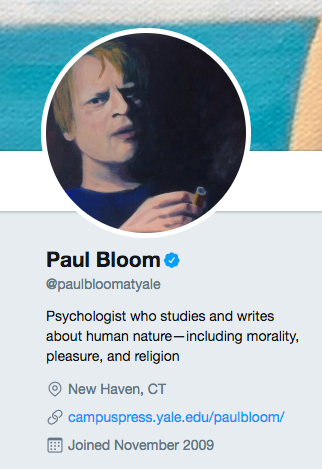 Paul Bloom
@paulbloomatyale
Psychologist who studies and writes
about human nature—including morality,
pleasure, and religion
New Haven, CT
campuspress.yale.edu/paulbloom/
Joined November 2009